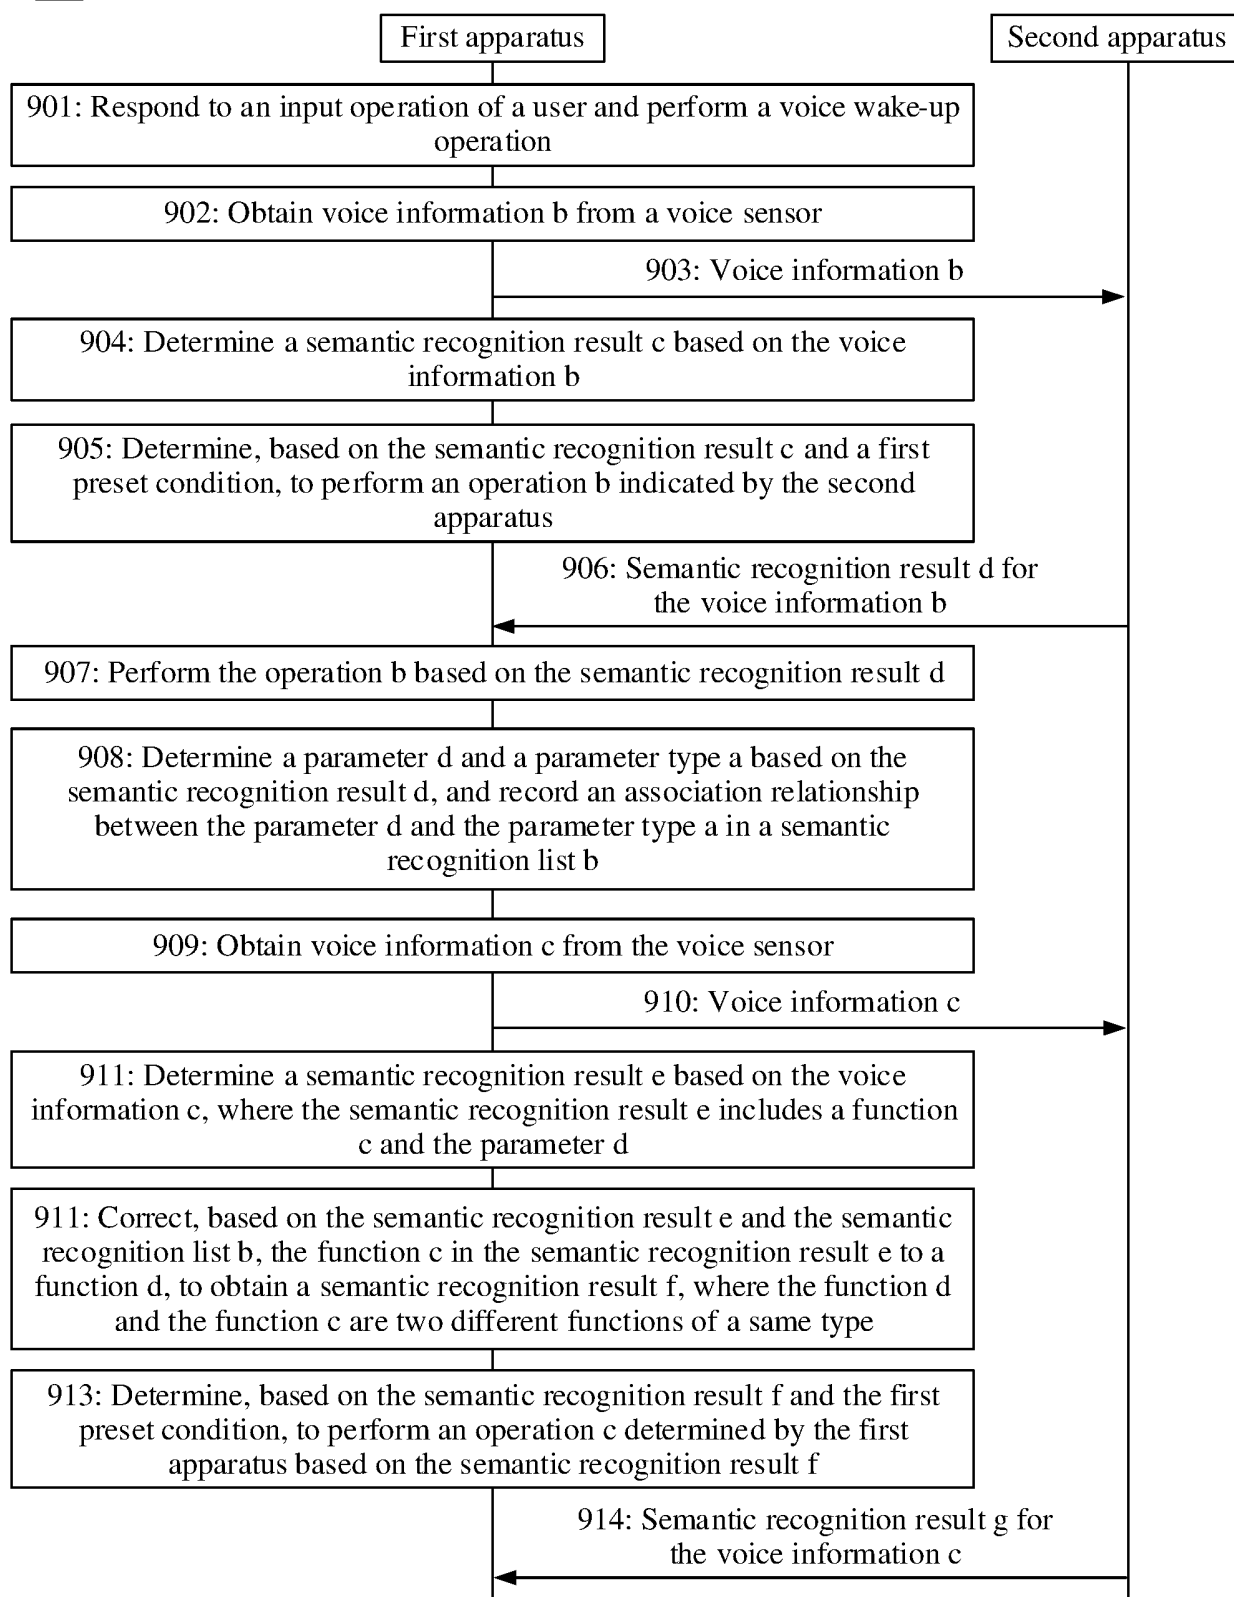 First apparatus
Second apparatus
901: Respond to an input operation of a user and perform a voice wake-up
operation
902: Obtain voice information b from a voice sensor
903: Voice information b
904: Determine a semantic recognition result c based on the voice
information b
905: Determine, based on the semantic recognition result c and a first
preset condition, to perform an operation b indicated by the second
apparatus
906: Semantic recognition result d for
the voice information b
907: Perform the operation b based on the semantic recognition result d
908: Determine a parameter d and a parameter type a based on the
semantic recognition result d, and record an association relationship
between the parameter d and the parameter type a in a semantic
recognition list b
909: Obtain voice information c from the voice sensor
910: Voice information c
911: Determine a semantic recognition result e based on the voice
information c, where the semantic recognition result e includes a function
c and the parameter d
911: Correct, based on the semantic recognition result e and the semantic
recognition list b, the function c in the semantic recognition result e to a
function d, to obtain a semantic recognition result f, where the function d
and the function c are two different functions of a same type
913: Determine, based on the semantic recognition result f and the first
preset condition, to perform an operation c determined by the first
apparatus based on the semantic recognition result f
914: Semantic recognition result g for
the voice information c